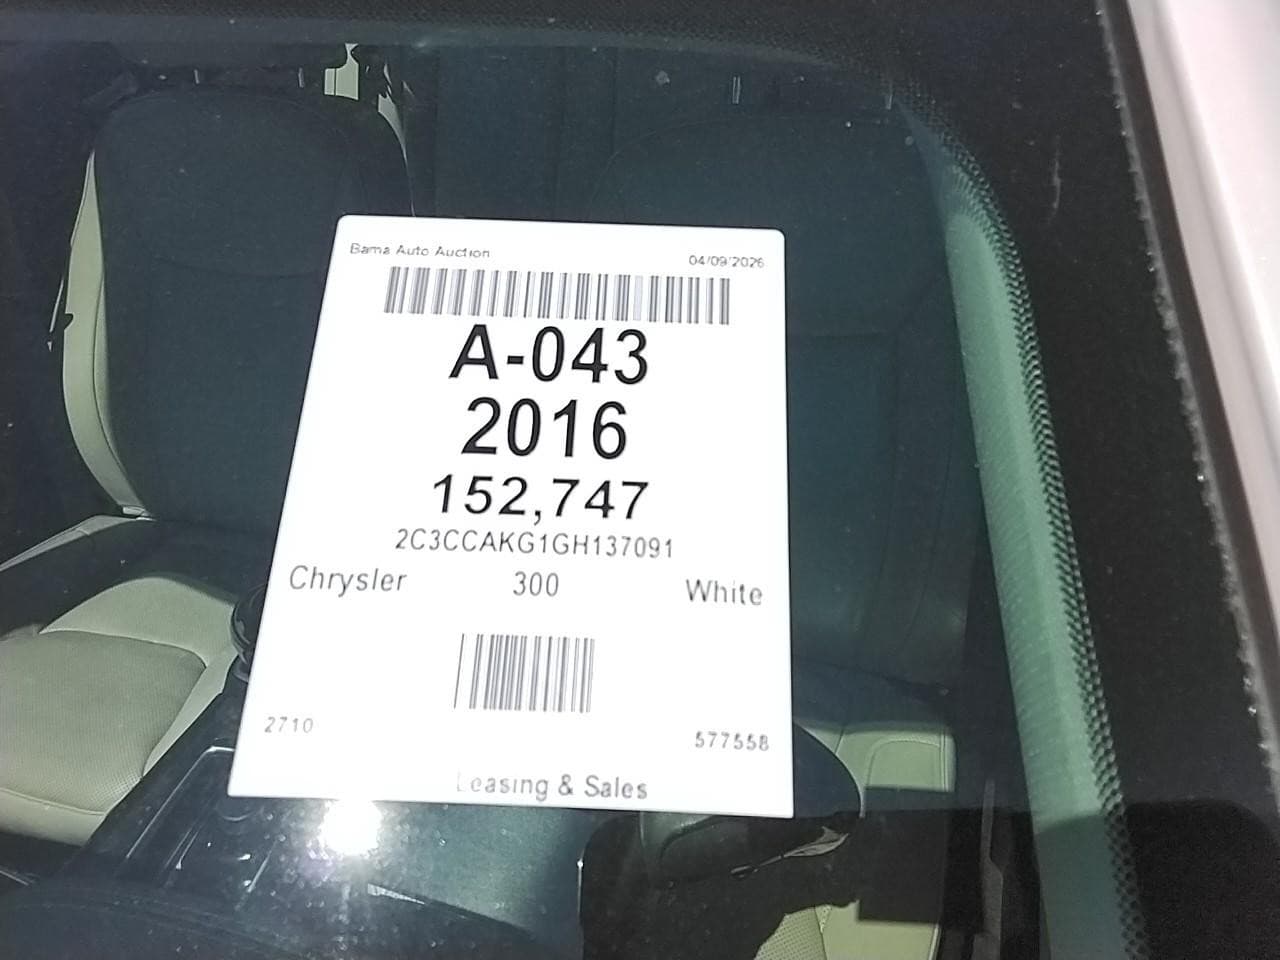 Bama Auto Auction 04/09/2026
A-043
2016
152,747
2C3CCAKG1GH137091
Chrysler 300 White
2710 577558
Leasing & Sales